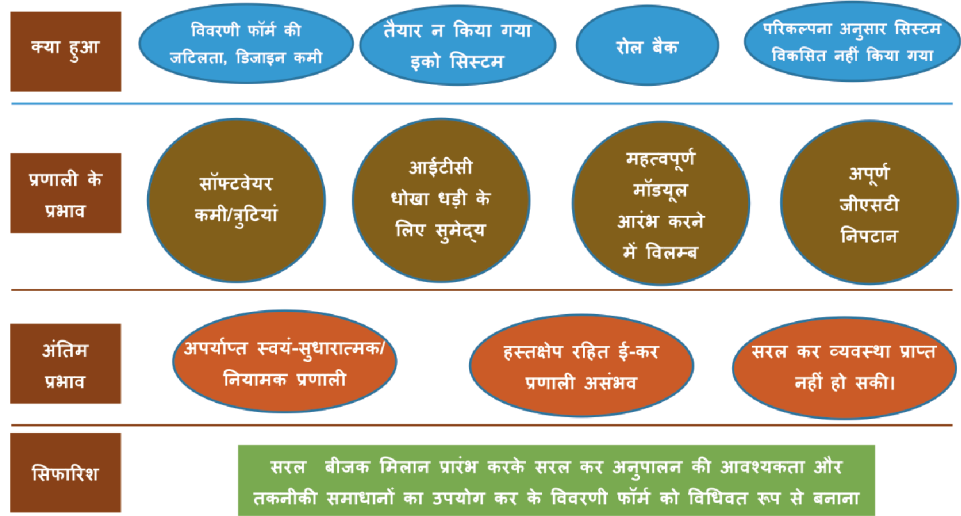 क्या हुआ
विवरणी फॉर्म की
जटिलता, डिजाइन कमी
तैयार न किया गया
इको सिस्टम
रोल बैक
परिकल्पना अनुसार सिस्टम
विकसित नहीं किया गया
प्रणाली के
प्रभाव
सॉफ्टवेयर
कमी/त्रुटियां
आईटीसी
धोखा धड़ी के
लिए सुमेद्य
महत्वपूर्ण
मॉडयूल
आरंभ करने
में विलम्ब
अपूर्ण
जीएसटी
निपटान
अंतिम
प्रभाव
अपर्याप्त स्वयं-सुधारात्मक/
नियामक प्रणाली
हस्तक्षेप रहित ई-कर
प्रणाली असंभव
सरल कर व्यवस्था प्राप्त
नहीं हो सकी।
सिफारिश
सरल बीजक मिलान प्रारंभ करके सरल कर अनुपालन की आवश्यकता और
तकनीकी समाधानों का उपयोग कर के विवरणी फॉर्म को विधिवत रूप से बनाना